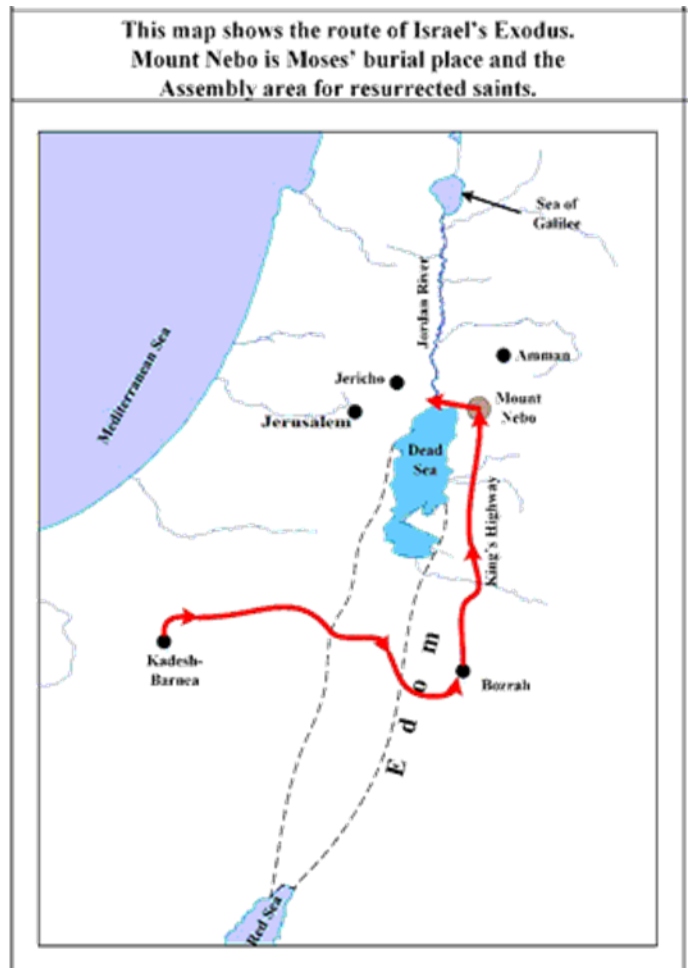 This map shows the route of Israel's Exodus.
Mount Nebo is Moses' burial place and the
Assembly area for resurrected saints.
Sea of
Galilee
Jordan River
Mediterranean Sea
Amman
Jericho
Mount
Nebo
Jerusalem
Dead
Sea
King's Highway
Kadesh-
Barnea
Edom
Bozrah
Red Sea